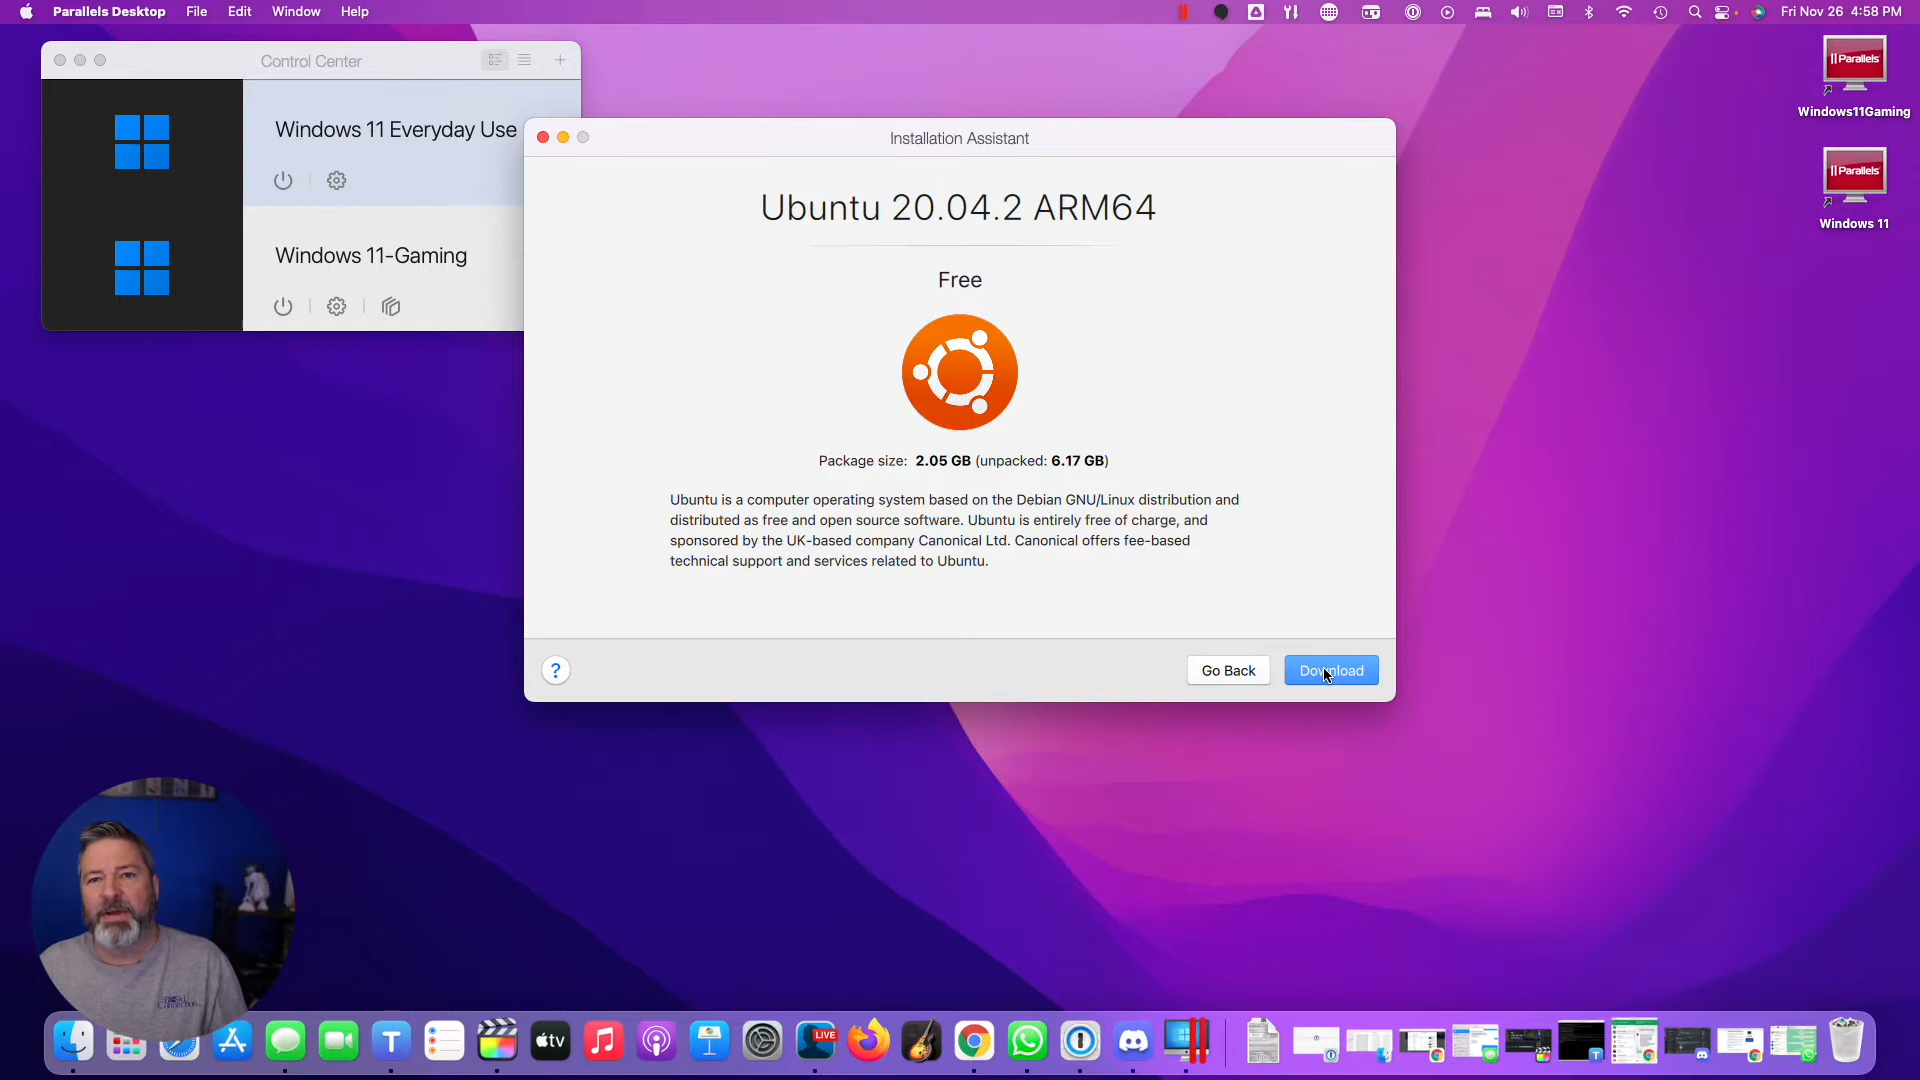 Parallels Desktop File Edit Window Help
Fri Nov 26 4:58 PM
Control Center
Windows 11 Everyday Use
Windows 11-Gaming
Installation Assistant
Ubuntu 20.04.2 ARM64
Free
Package size: 2.05 GB (unpacked: 6.17 GB)
Ubuntu is a computer operating system based on the Debian GNU/Linux distribution and
distributed as free and open source software. Ubuntu is entirely free of charge, and
sponsored by the UK-based company Canonical Ltd. Canonical offers fee-based
technical support and services related to Ubuntu.
?
Go Back
Download
|| Parallels
Windows11Gaming
|| Parallels
Windows 11
tv
LIVE
T